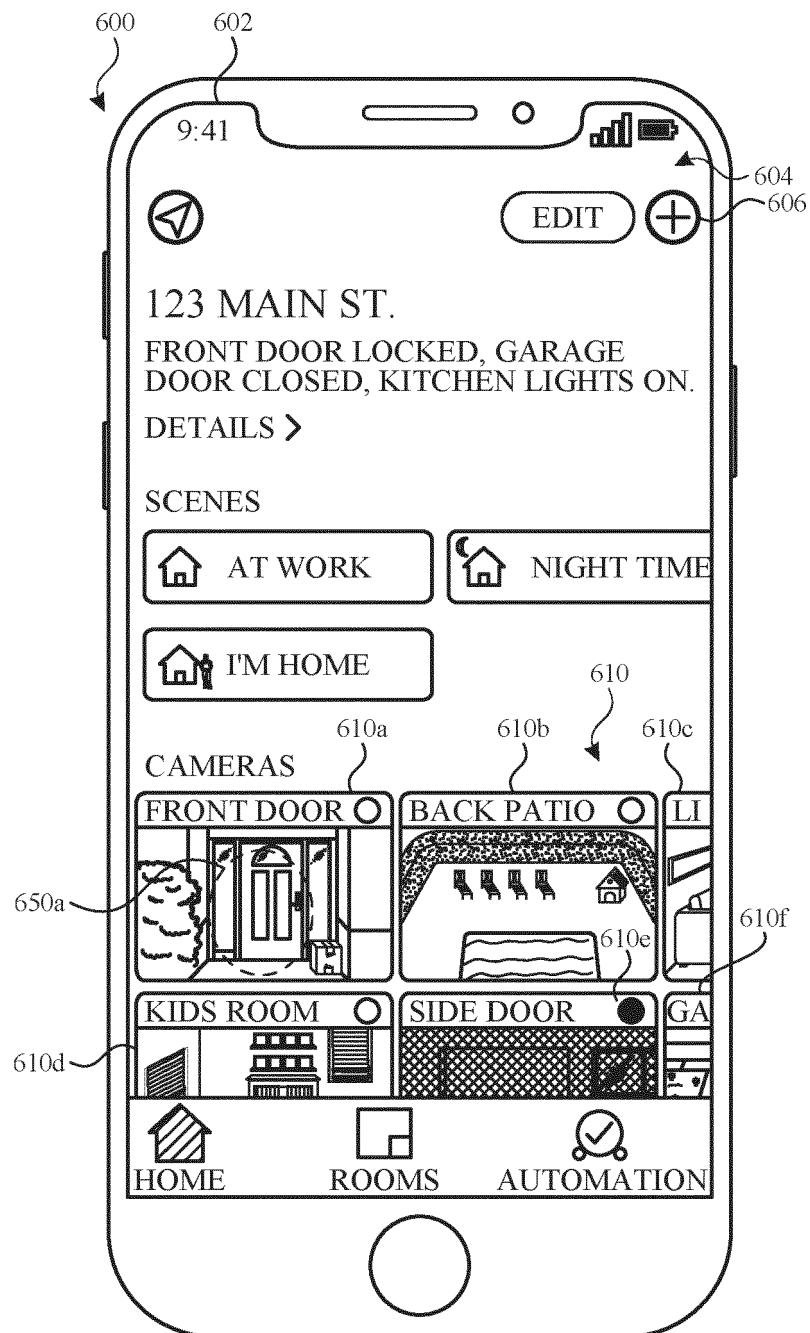 600
602
9:41
604
606
EDIT
123 MAIN ST.
FRONT DOOR LOCKED, GARAGE
DOOR CLOSED, KITCHEN LIGHTS ON.
DETAILS >
SCENES
AT WORK
NIGHT TIME
I'M HOME
610
610a
610b
610c
CAMERAS
FRONT DOOR
BACK PATIO
LI
650a
610e
610f
KIDS ROOM
SIDE DOOR
GA
610d
HOME
ROOMS
AUTOMATION